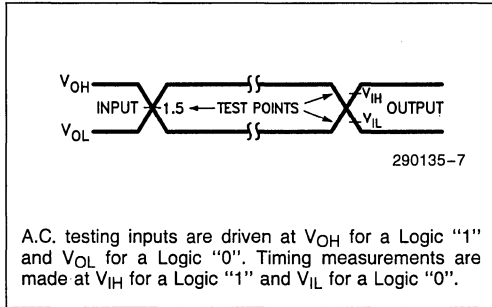 VOH
INPUT 1.5 TEST POINTS VIH OUTPUT
VOL VIL
290135-7
A.C. testing inputs are driven at VOH for a Logic "1"
and VOL for a Logic "0". Timing measurements are
made at VIH for a Logic "1" and VIL for a Logic "0".